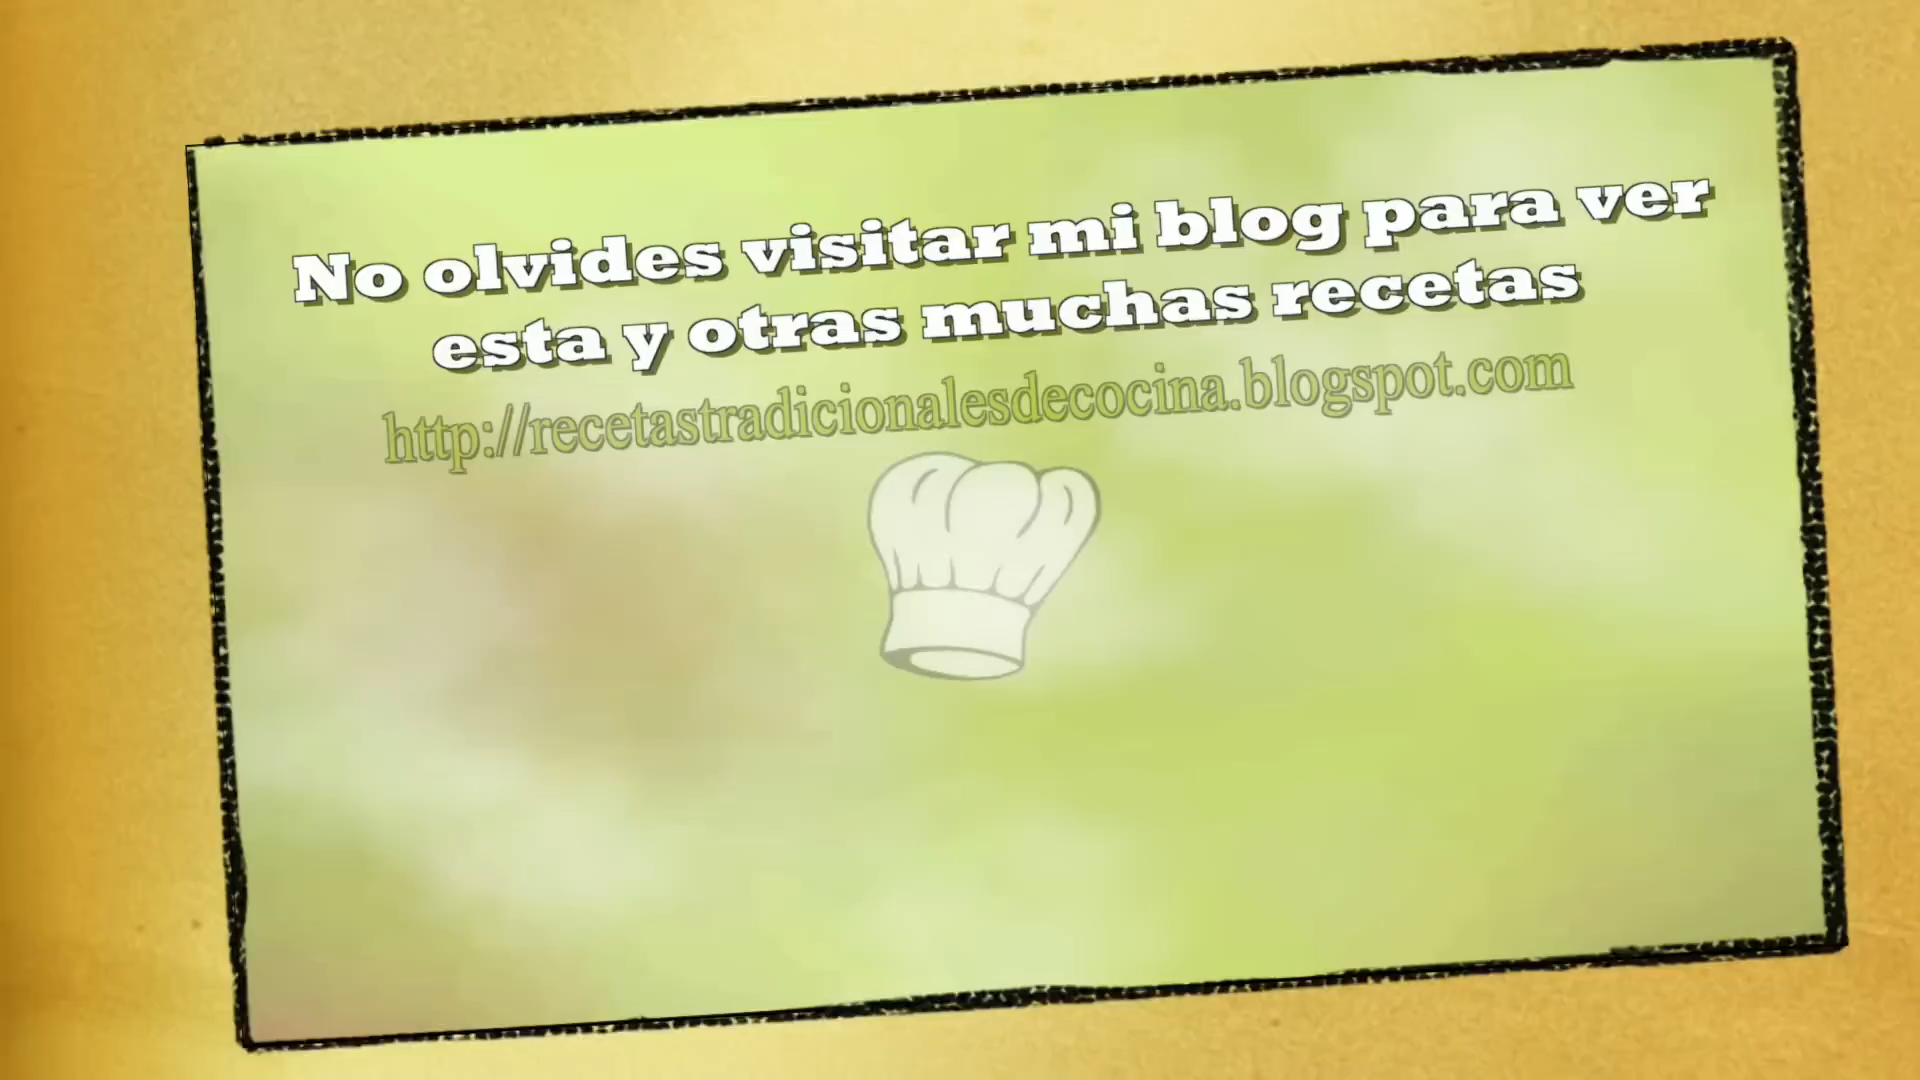 No olvides visitar mi blog para ver
esta y otras muchas recetas
http://recetastradicionalesdecocina.blogspot.com